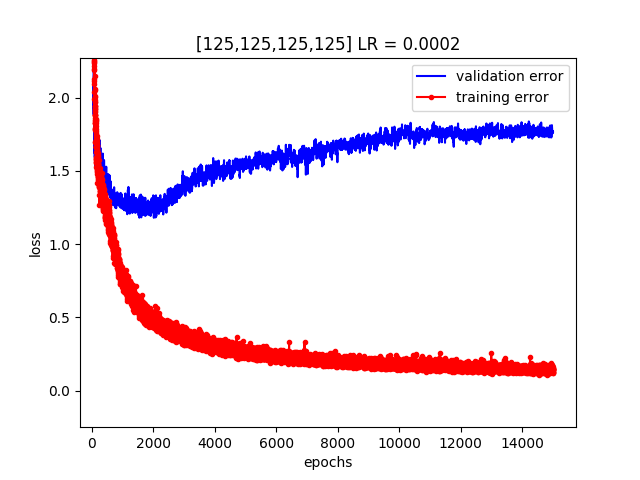 [125,125,125,125] LR = 0.0002
validation error
training error
2.0
1.5
1.0
0.5
0.0
loss
0 2000 4000 6000 8000 10000 12000 14000
epochs